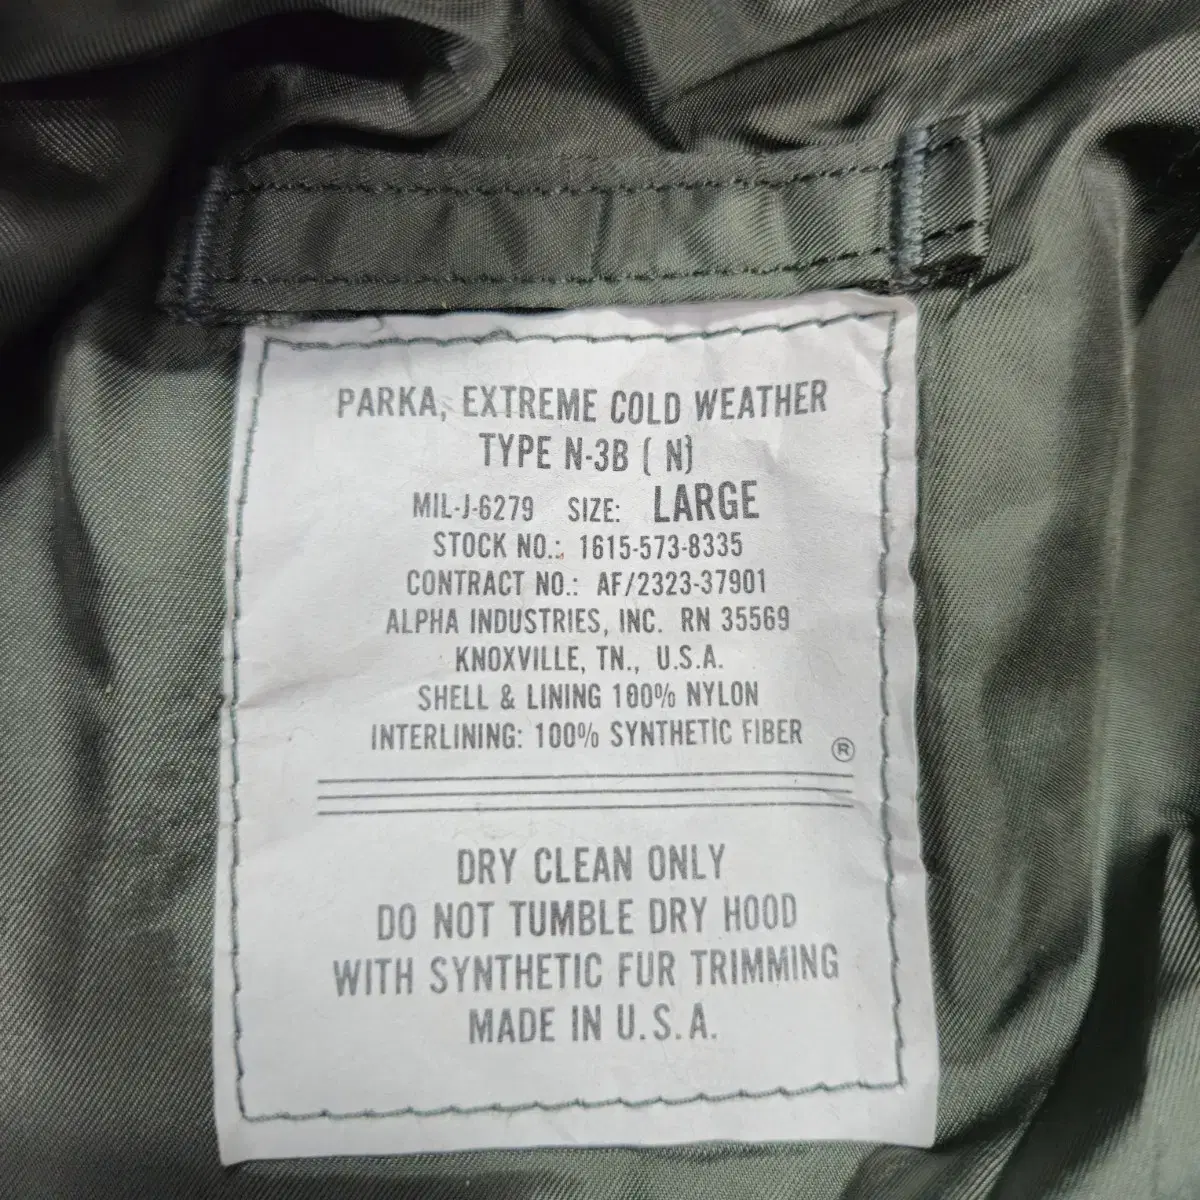 PARKA, EXTREME COLD WEATHER
TYPE N-3B ( N)
MIL-J-6279 SIZE: LARGE
STOCK NO.: 1615-573-8335
CONTRACT NO.: AF/2323-37901
ALPHA INDUSTRIES, INC. RN 35569
KNOXVILLE, TN., U.S.A.
SHELL & LINING 100% NYLON
INTERLINING: 100% SYNTHETIC FIBER ®
DRY CLEAN ONLY
DO NOT TUMBLE DRY HOOD
WITH SYNTHETIC FUR TRIMMING
MADE IN U.S.A.